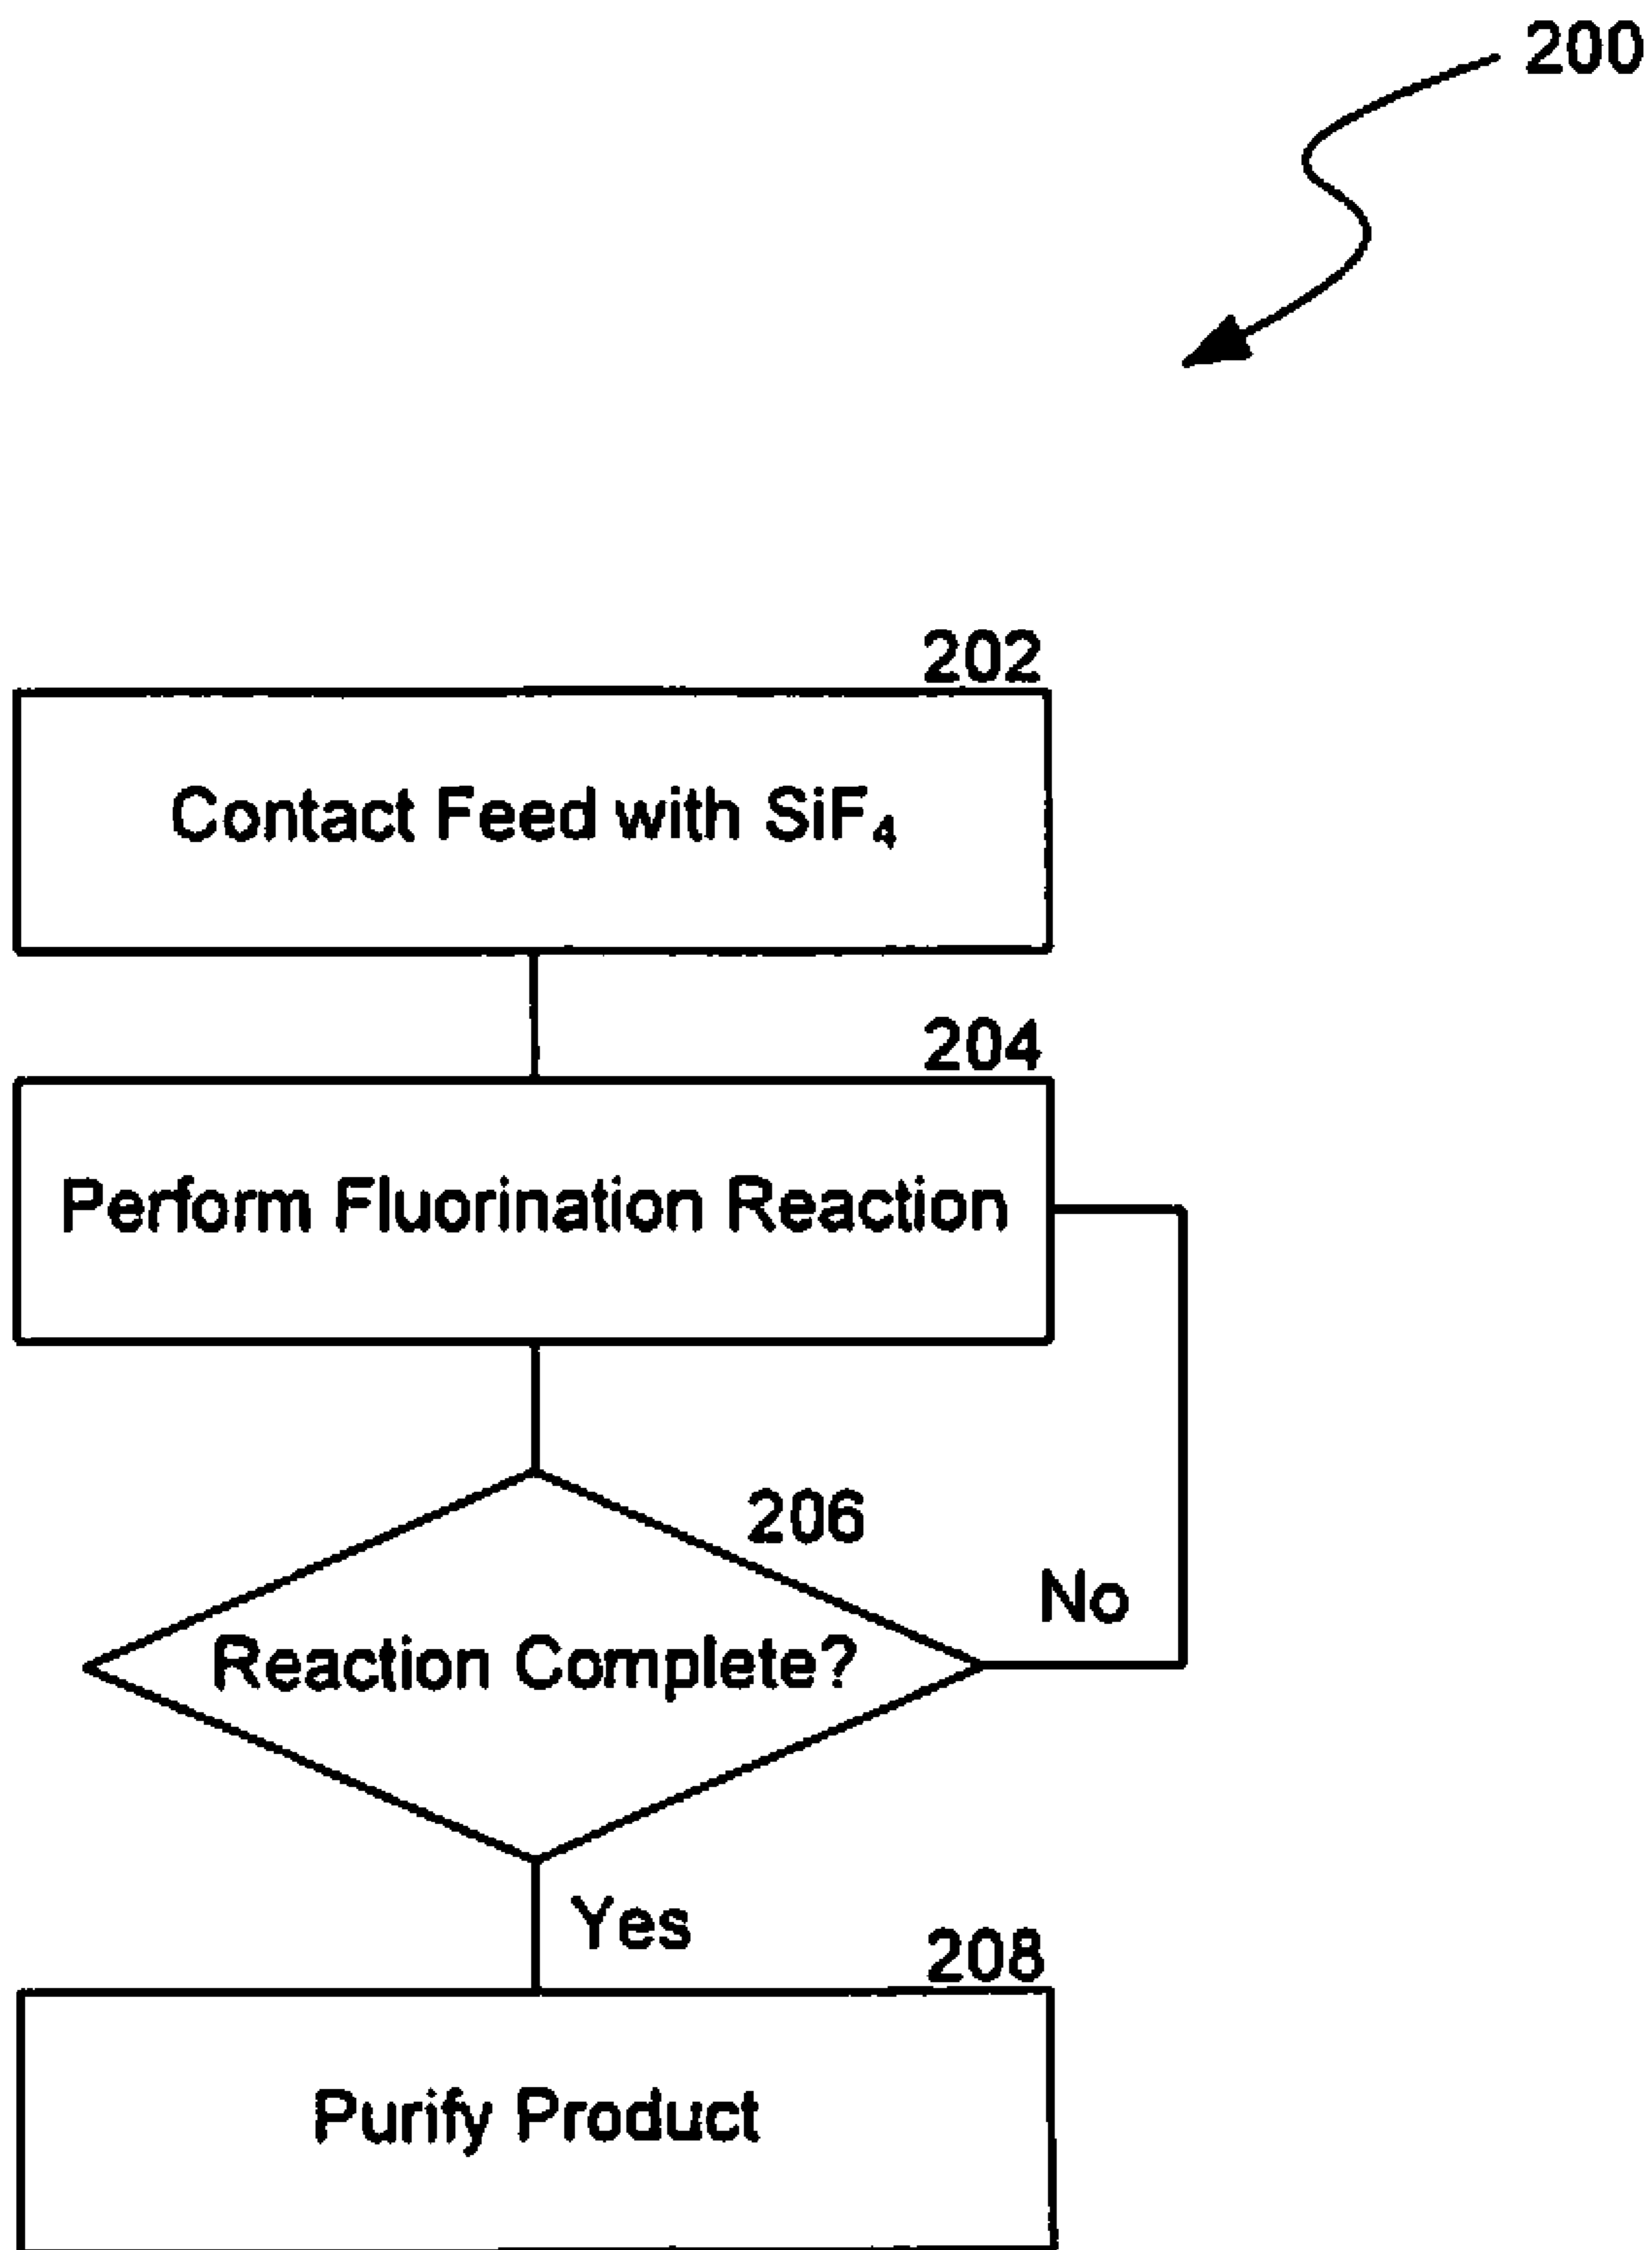 200
202
Contact Feed with SiF₄
204
Perform Fluorination Reaction
206
No
Reaction Complete?
Yes
208
Purify Product